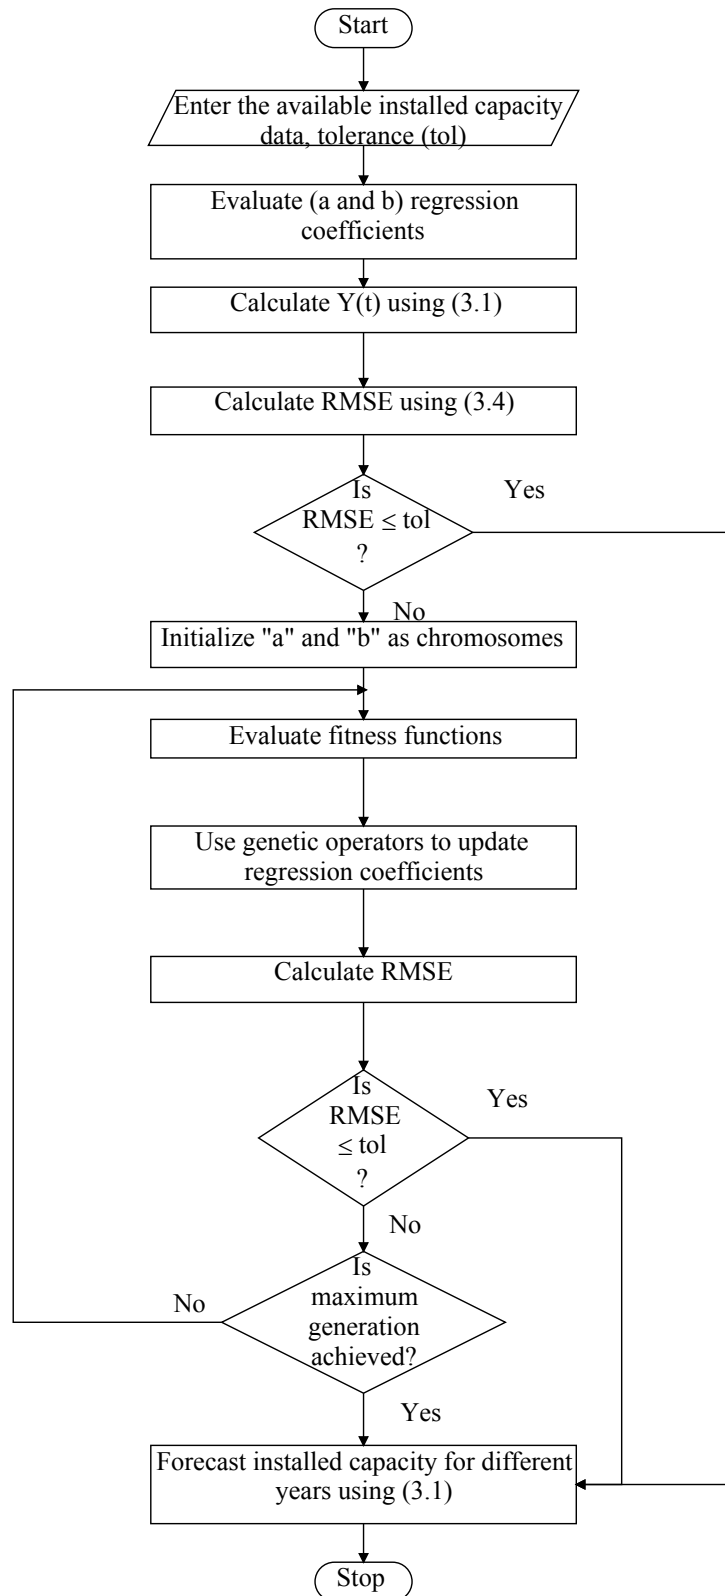 Start
Enter the available installed capacity
data, tolerance (tol)
Evaluate (a and b) regression
coefficients
Calculate Y(t) using (3.1)
Calculate RMSE using (3.4)
Is
RMSE ≤ tol
?
Yes
No
Initialize "a" and "b" as chromosomes
Evaluate fitness functions
Use genetic operators to update
regression coefficients
Calculate RMSE
Is
RMSE
≤ tol
?
Yes
No
Is
maximum
generation
achieved?
No
Yes
Forecast installed capacity for different
years using (3.1)
Stop